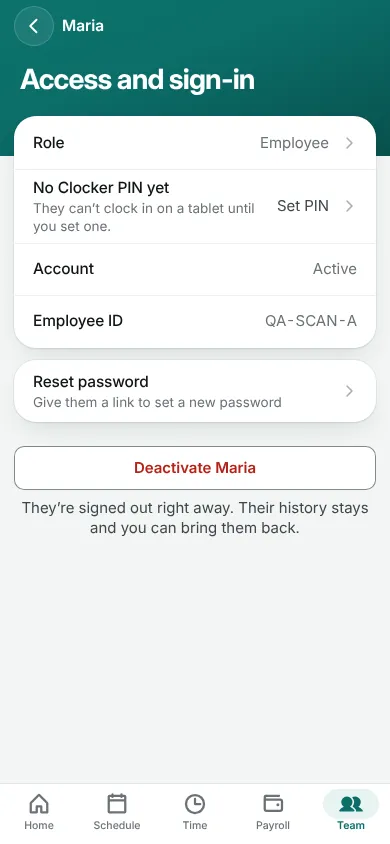 Maria
Access and sign-in
Role
Employee
No Clocker PIN yet
They can’t clock in on a tablet until
you set one.
Set PIN
Account
Active
Employee ID
QA-SCAN-A
Reset password
Give them a link to set a new password
Deactivate Maria
They’re signed out right away. Their history stays
and you can bring them back.
Home
Schedule
Time
Payroll
Team